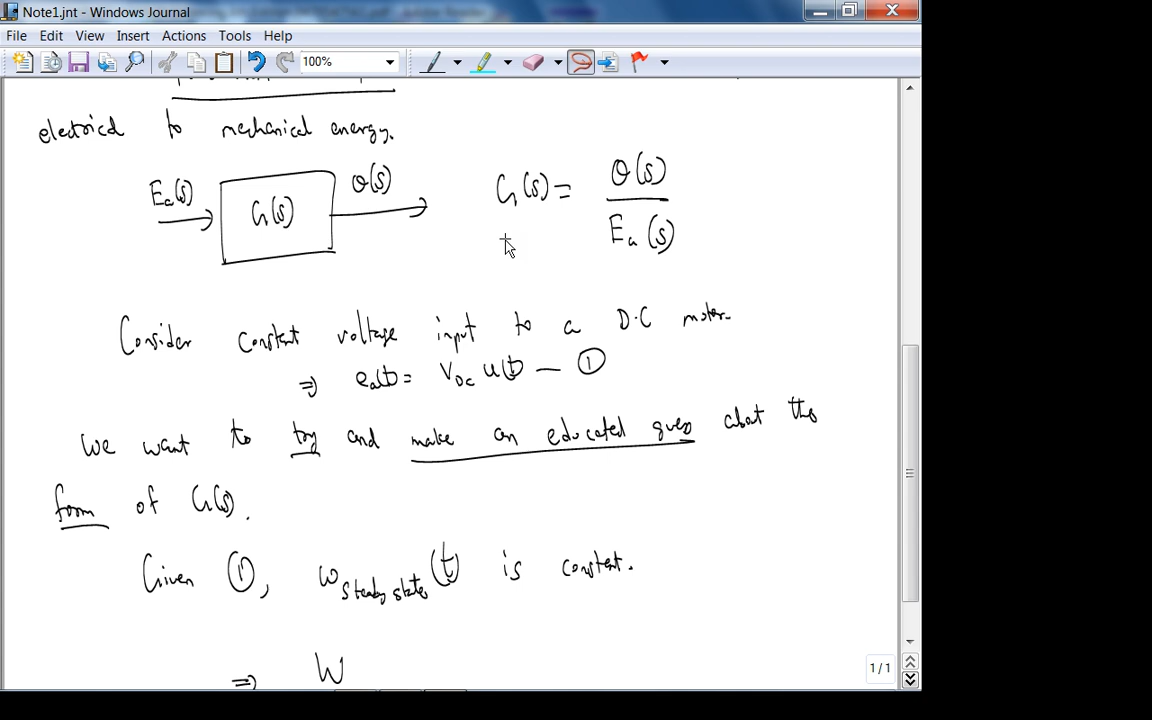 Note1.jnt - Windows Journal
File Edit View Insert Actions Tools Help
100%
electrical to mechanical energy.
Ea(s) G(s) θ(s) G(s) = θ(s) / Ea(s)
Consider constant voltage input to a D.C motor.
⇒ ea(t) = VDC u(t) — ①
We want to try and make an educated guess about the
form of G(s).
Given ①, ωsteady state(t) is constant.
⇒ W
1/1